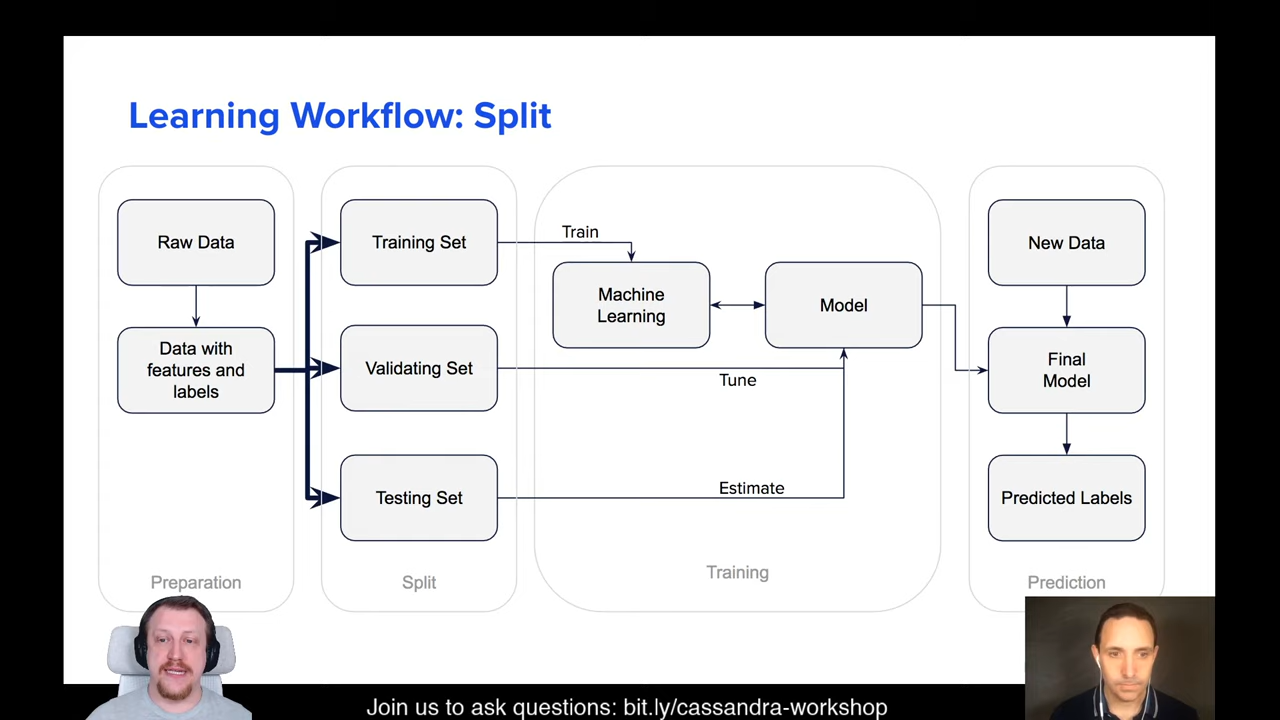 Learning Workflow: Split
Raw Data
Data with
features and
labels
Preparation
Training Set
Validating Set
Testing Set
Split
Train
Machine
Learning
Model
Tune
Estimate
Training
New Data
Final
Model
Predicted Labels
Prediction
Join us to ask questions: bit.ly/cassandra-workshop